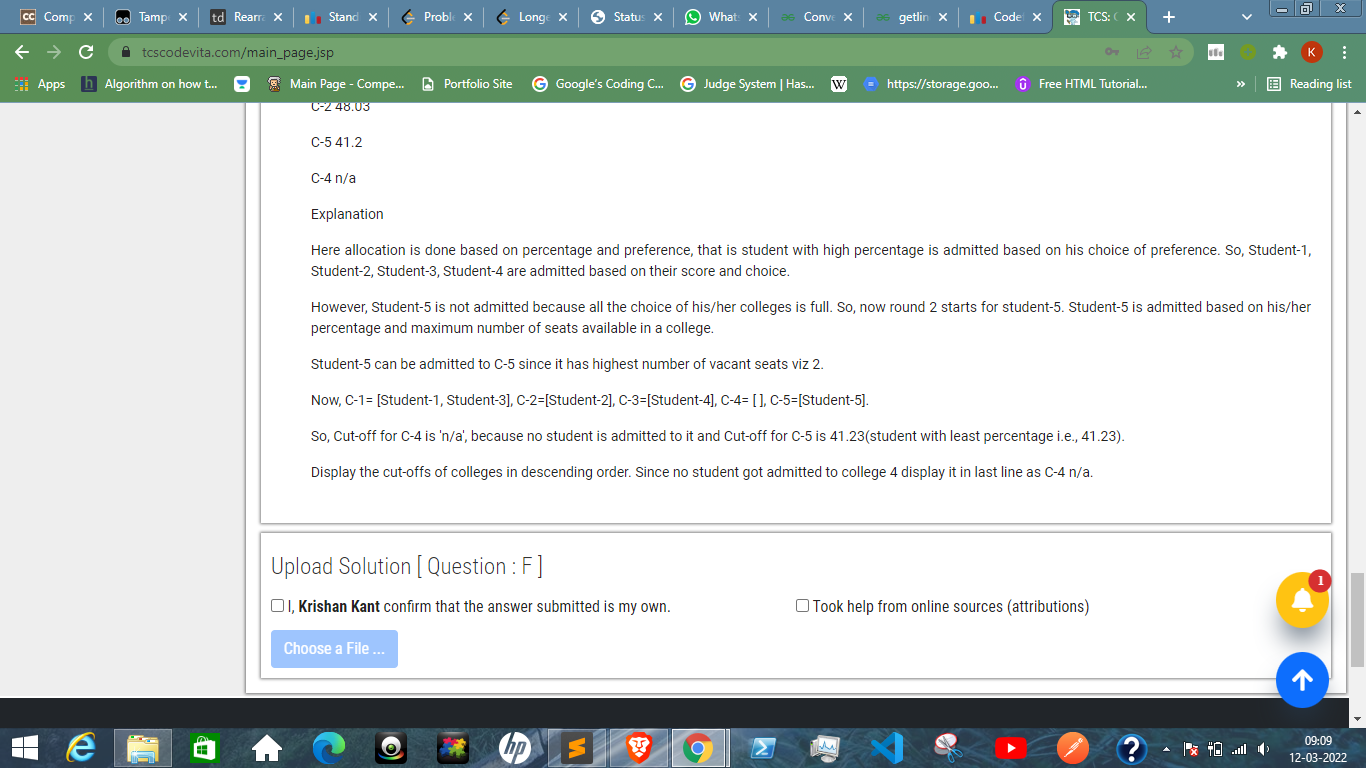 CC Comp
Tampe
td Rearra
Stand
Proble
Longe
Status
Whats
Conve
getlin
Codel
TCS: C
tcscodevita.com/main_page.jsp
K
Apps
h Algorithm on how t...
Main Page - Compe...
Portfolio Site
Google's Coding C...
Judge System | Has...
W
https://storage.goo...
Free HTML Tutorial...
»
Reading list
C-2 48.03
C-5 41.2
C-4 n/a
Explanation
Here allocation is done based on percentage and preference, that is student with high percentage is admitted based on his choice of preference. So, Student-1,
Student-2, Student-3, Student-4 are admitted based on their score and choice.
However, Student-5 is not admitted because all the choice of his/her colleges is full. So, now round 2 starts for student-5. Student-5 is admitted based on his/her
percentage and maximum number of seats available in a college.
Student-5 can be admitted to C-5 since it has highest number of vacant seats viz 2.
Now, C-1= [Student-1, Student-3], C-2=[Student-2], C-3=[Student-4], C-4= [ ], C-5=[Student-5].
So, Cut-off for C-4 is 'n/a', because no student is admitted to it and Cut-off for C-5 is 41.23(student with least percentage i.e., 41.23).
Display the cut-offs of colleges in descending order. Since no student got admitted to college 4 display it in last line as C-4 n/a.
Upload Solution [ Question : F ]
I, Krishan Kant confirm that the answer submitted is my own.
Took help from online sources (attributions)
1
Choose a File ...
hp
09:09
12-03-2022